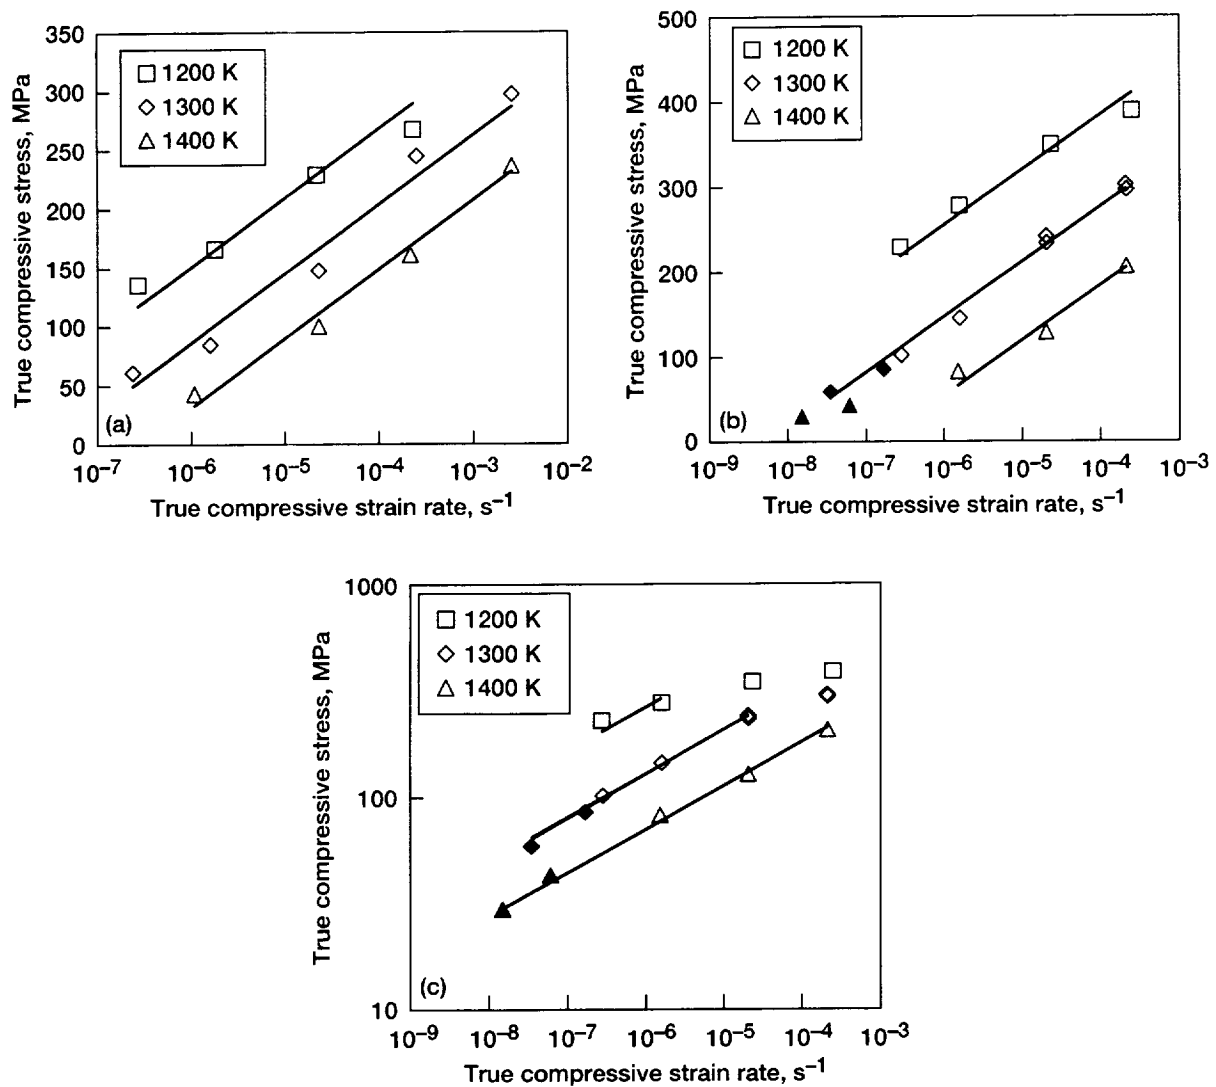 True compressive stress, MPa
350
300
250
200
150
100
50
0
1200 K
1300 K
1400 K
(a)
10⁻⁷ 10⁻⁶ 10⁻⁵ 10⁻⁴ 10⁻³ 10⁻²
True compressive strain rate, s⁻¹
True compressive stress, MPa
500
400
300
200
100
0
1200 K
1300 K
1400 K
(b)
10⁻⁹ 10⁻⁸ 10⁻⁷ 10⁻⁶ 10⁻⁵ 10⁻⁴ 10⁻³
True compressive strain rate, s⁻¹
True compressive stress, MPa
1000
100
10
1200 K
1300 K
1400 K
(c)
10⁻⁹ 10⁻⁸ 10⁻⁷ 10⁻⁶ 10⁻⁵ 10⁻⁴ 10⁻³
True compressive strain rate, s⁻¹